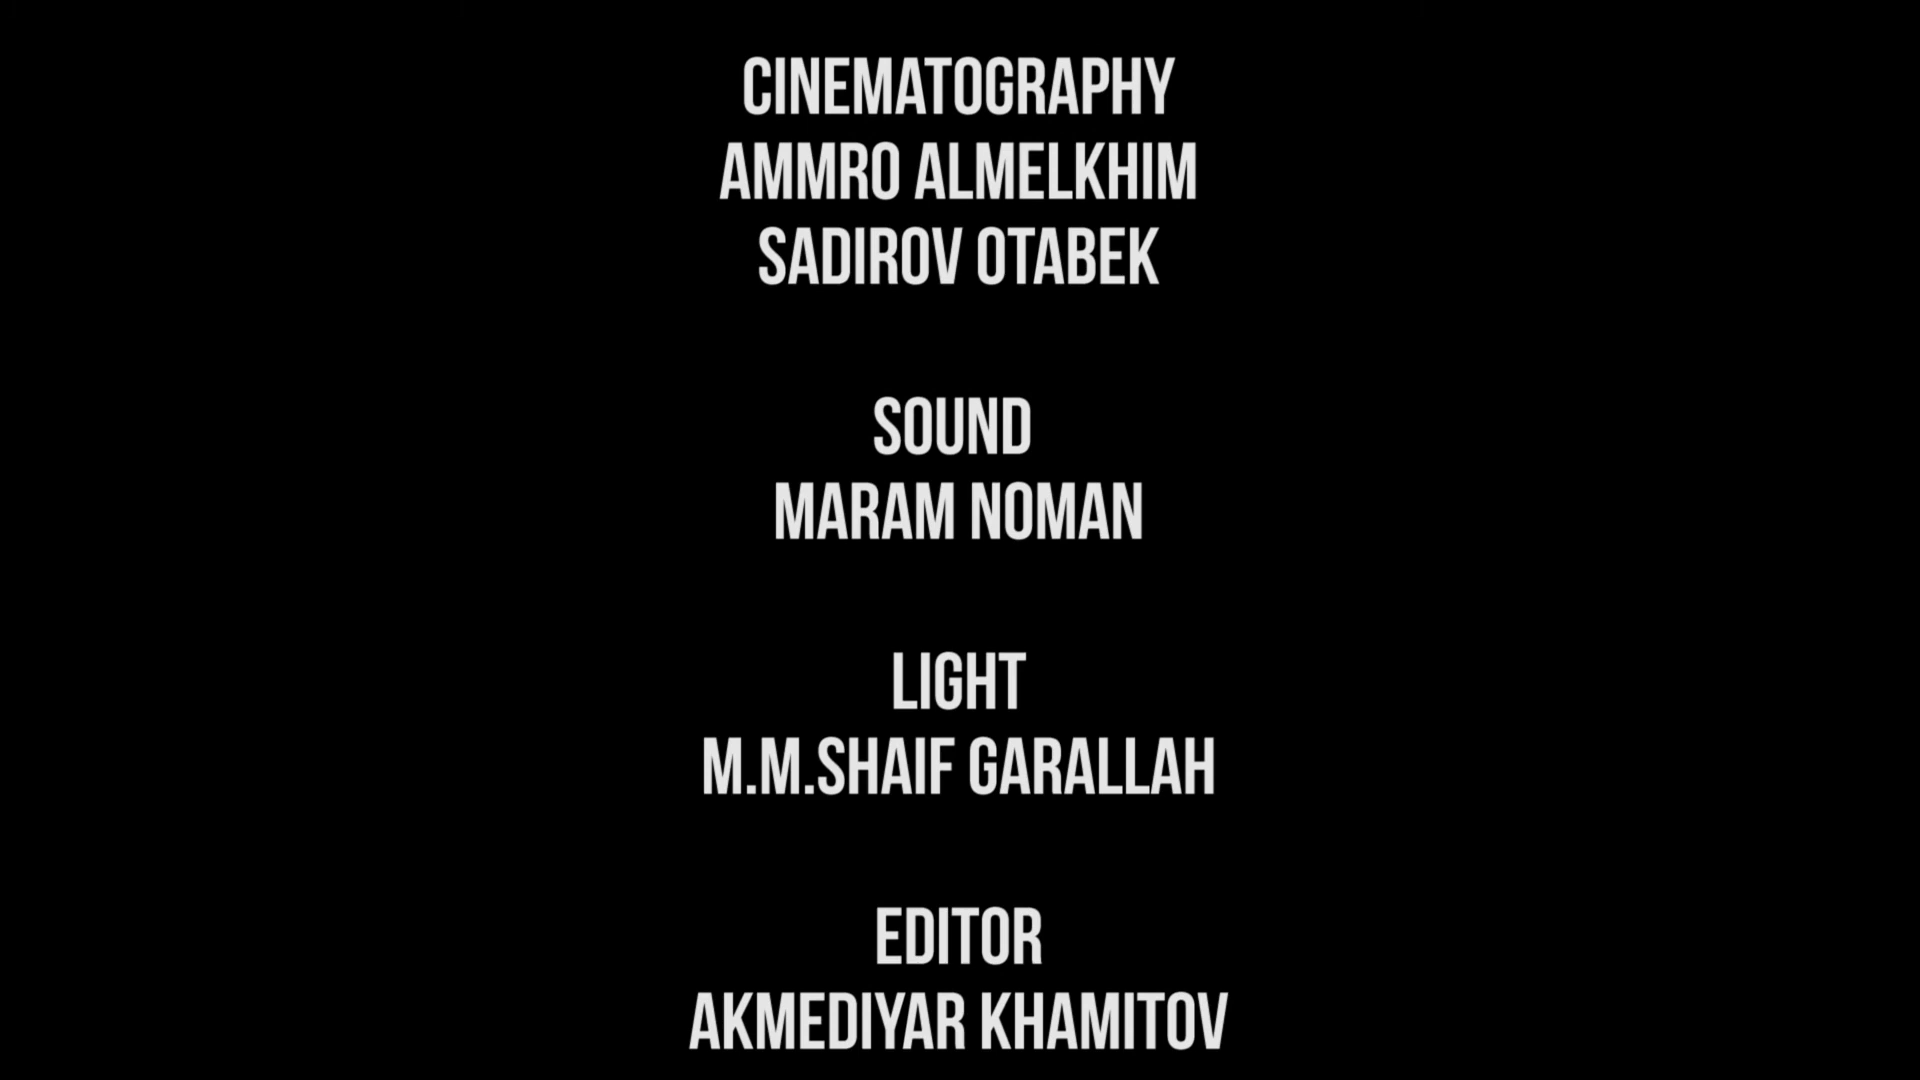 CINEMATOGRAPHY
AMMRO ALMELKHIM
SADIROV OTABEK
SOUND
MARAM NOMAN
LIGHT
M.M.SHAIF GARALLAH
EDITOR
AKMEDIYAR KHAMITOV